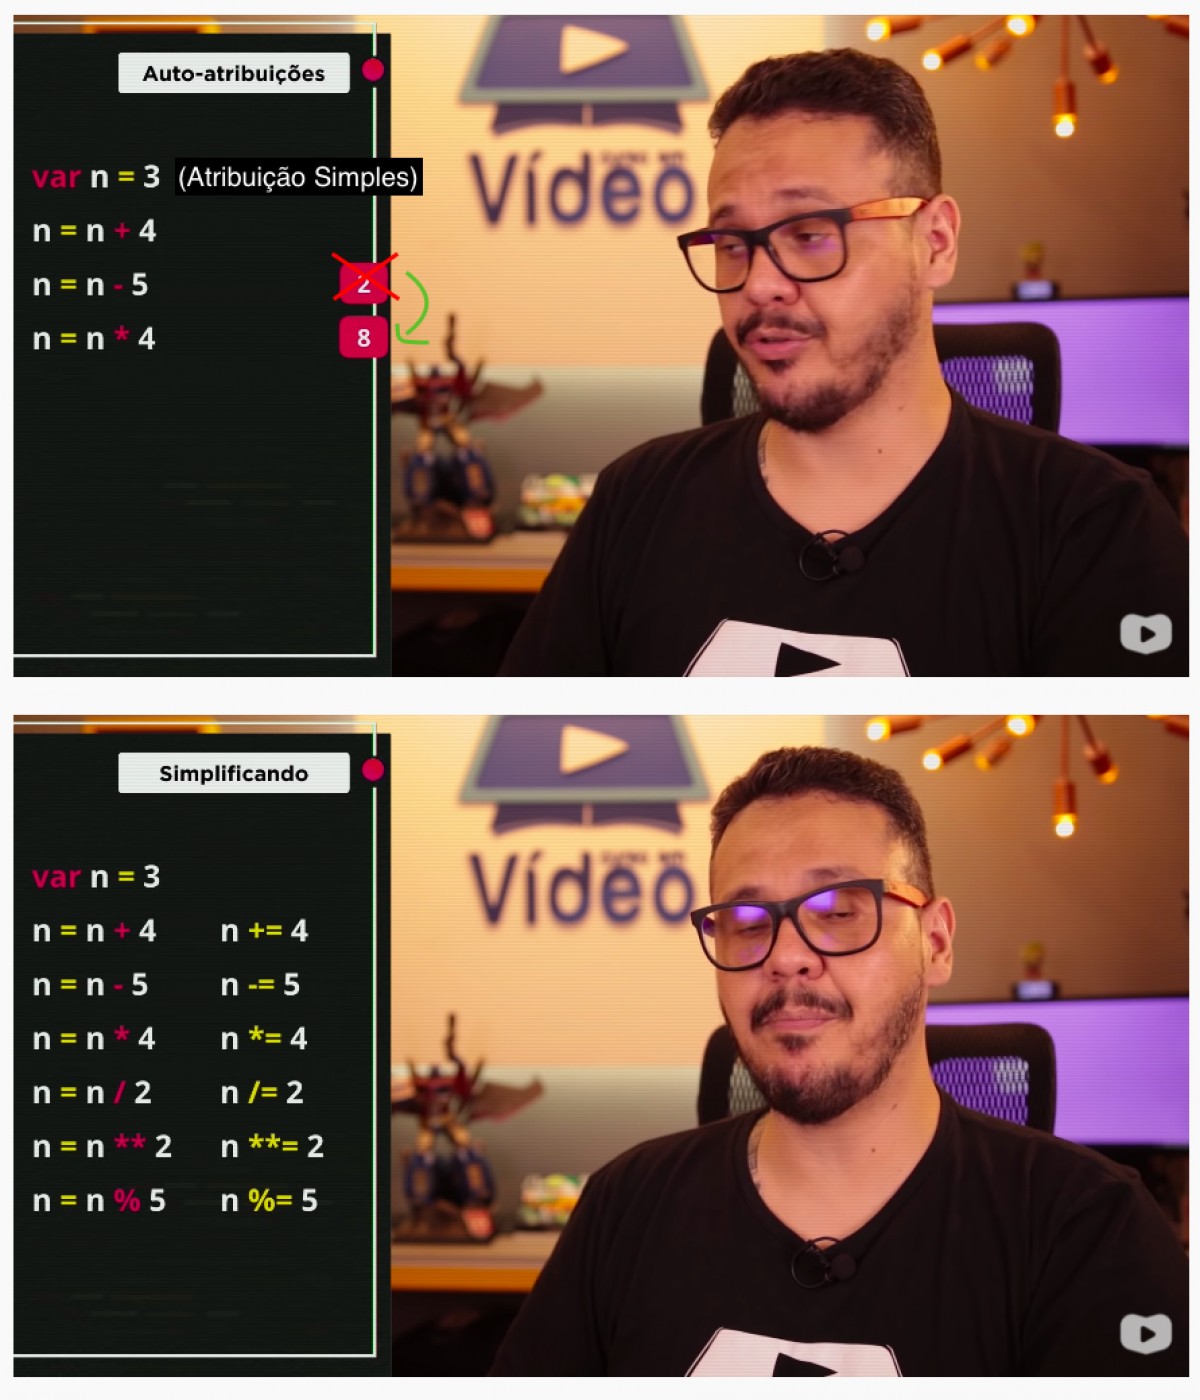 Auto-atribuições
var n = 3 (Atribuição Simples)
n = n + 4
n = n - 5 2
n = n * 4 8
Vídeo
Simplificando
var n = 3
n = n + 4 n += 4
n = n - 5 n -= 5
n = n * 4 n *= 4
n = n / 2 n /= 2
n = n ** 2 n **= 2
n = n % 5 n %= 5
Vídeo